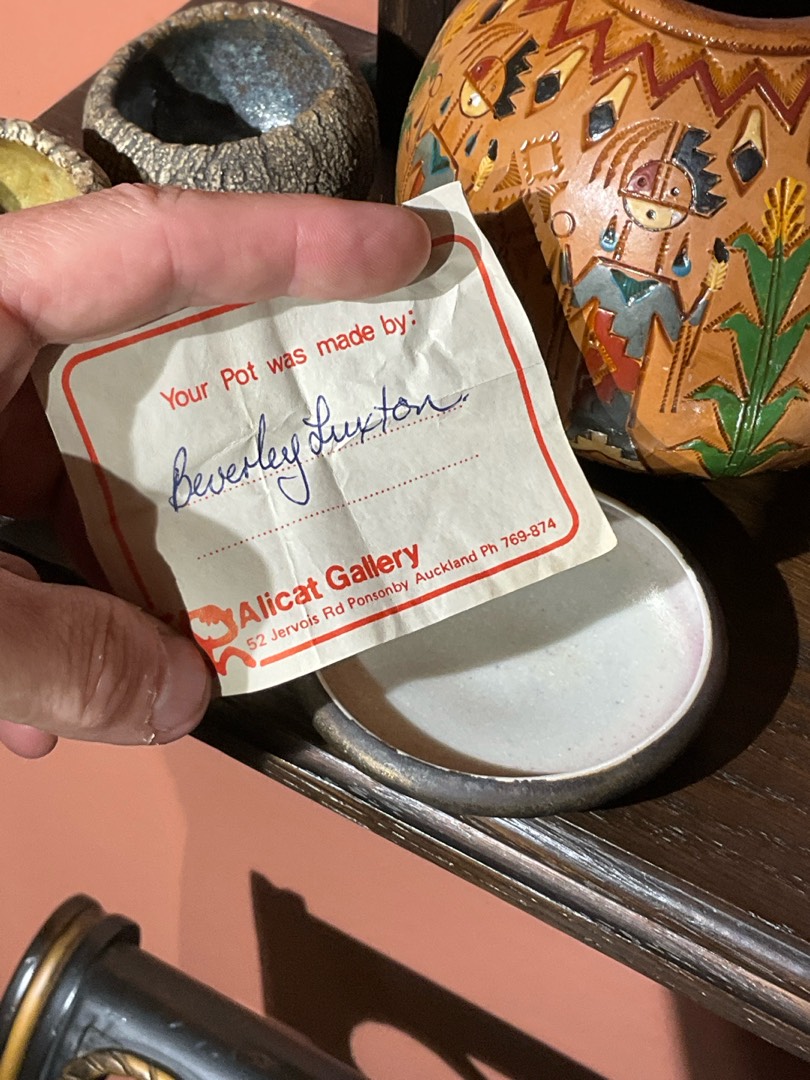 Your Pot was made by:
Beverley Luxton.
Alicat Gallery
52 Jervois Rd Ponsonby Auckland Ph 769-874